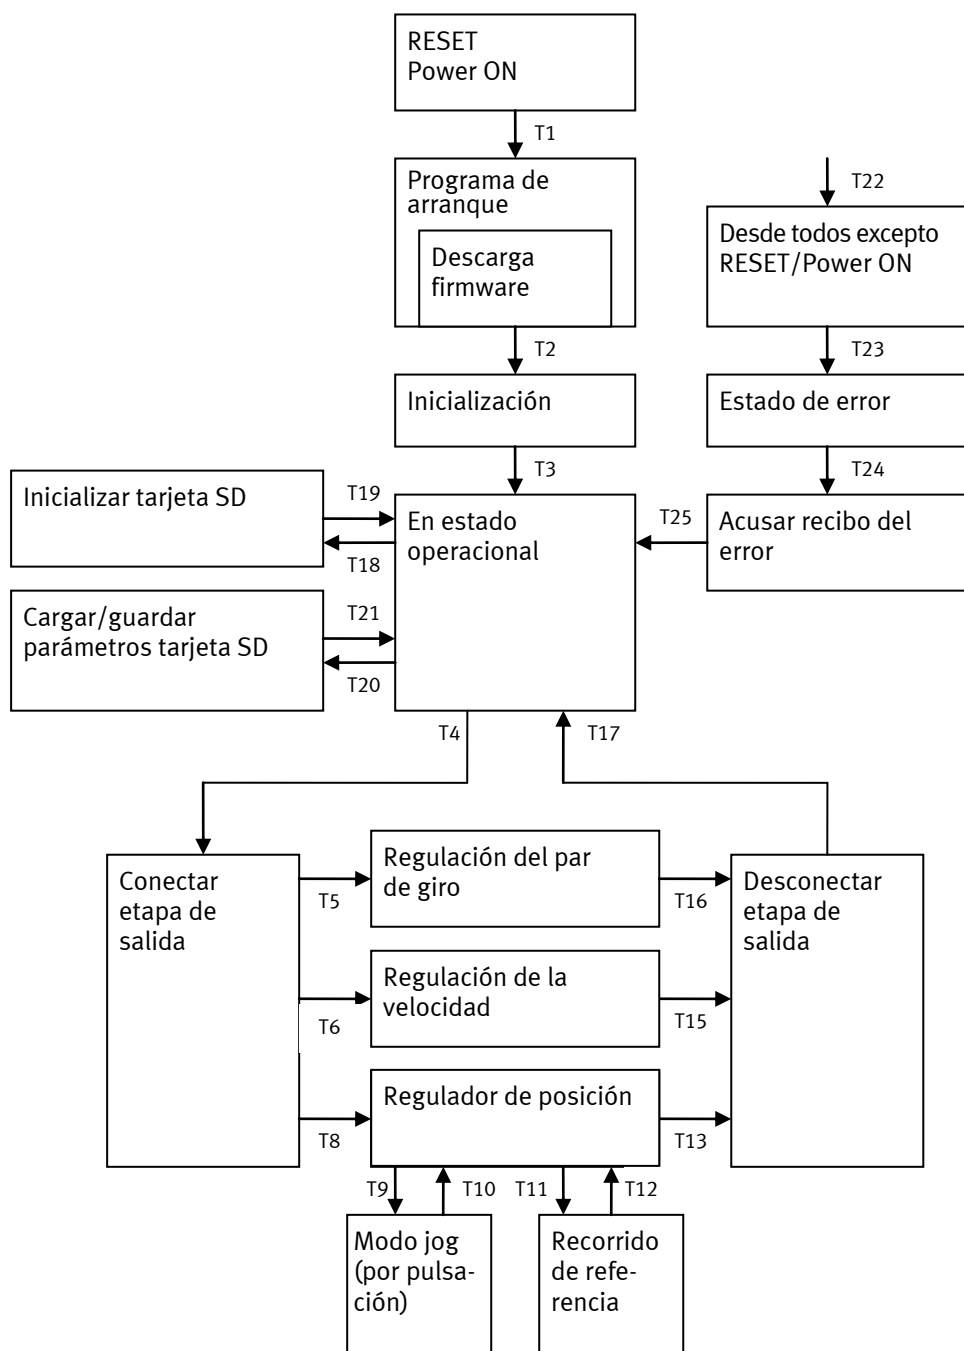 RESET
Power ON
T1
Programa de
arranque
T22
Descarga
firmware
Desde todos excepto
RESET/Power ON
T2
T23
Inicialización
Estado de error
T3
T24
Inicializar tarjeta SD
T19
T18
En estado
operacional
T25
Acusar recibo del
error
Cargar/guardar
parámetros tarjeta SD
T21
T20
T4
T17
Conectar
etapa de
salida
T5
Regulación del par
de giro
T16
Desconectar
etapa de
salida
T6
Regulación de la
velocidad
T15
T8
Regulador de posición
T13
T9
T10
T11
T12
Modo jog
(por pulsa-
ción)
Recorrido
de refe-
rencia